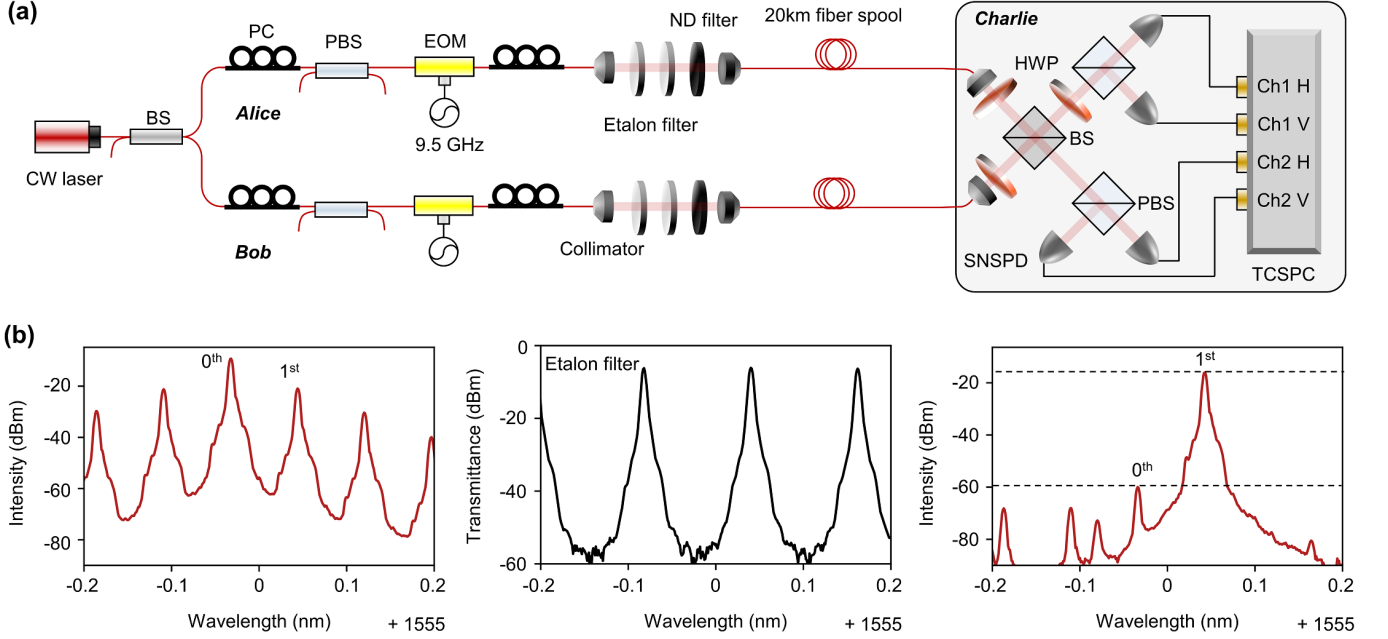 (a)
CW laser
BS
PC
PBS
EOM
Alice
9.5 GHz
Bob
ND filter
Etalon filter
Collimator
20km fiber spool
Charlie
HWP
BS
PBS
SNSPD
Ch1 H
Ch1 V
Ch2 H
Ch2 V
TCSPC
(b)
Intensity (dBm)
-20
-40
-60
-80
0th
1st
-0.2
-0.1
0
0.1
0.2
Wavelength (nm)
+ 1555
Transmittance (dBm)
0
-20
-40
-60
Etalon filter
-0.2
-0.1
0
0.1
0.2
Wavelength (nm)
+ 1555
Intensity (dBm)
-20
-40
-60
-80
1st
0th
-0.2
-0.1
0
0.1
0.2
Wavelength (nm)
+ 1555